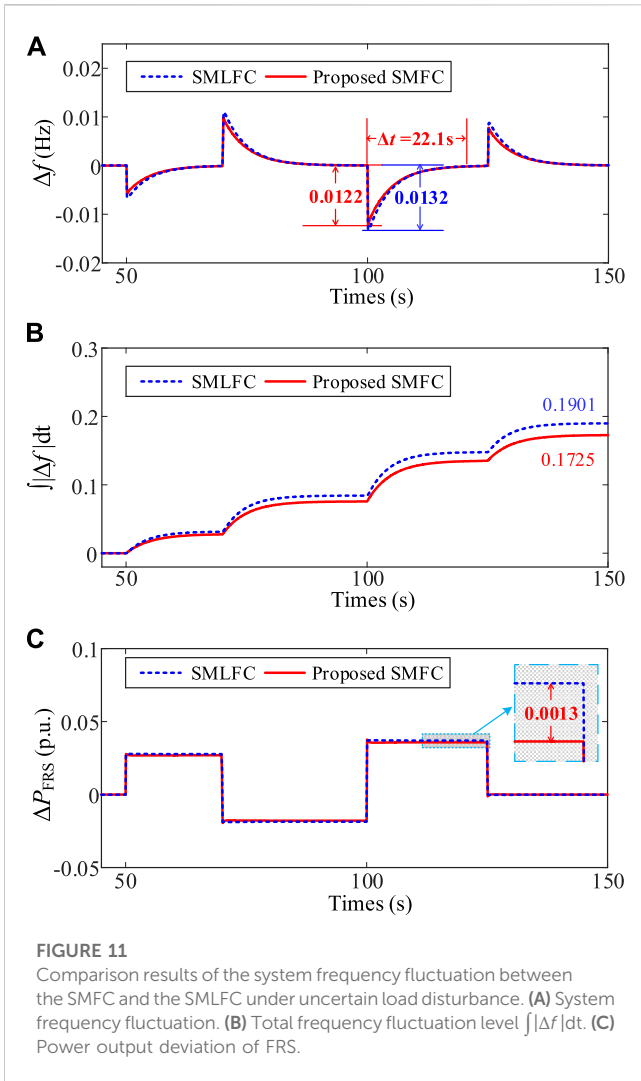 A
0.02
SMLFC
Proposed SMFC
0.01
Δt =22.1s
0
0.0122
0.0132
-0.01
-0.02
Δf (Hz)
50
100
150
Times (s)
B
0.3
SMLFC
Proposed SMFC
0.1901
0.2
0.1725
0.1
0
∫|Δf |dt
50
100
150
Times (s)
C
0.1
SMLFC
Proposed SMFC
0.05
0.0013
0
-0.05
ΔP_FRS (p.u.)
50
100
150
Times (s)
FIGURE 11
Comparison results of the system frequency fluctuation between
the SMFC and the SMLFC under uncertain load disturbance. (A) System
frequency fluctuation. (B) Total frequency fluctuation level ∫|Δf |dt. (C)
Power output deviation of FRS.